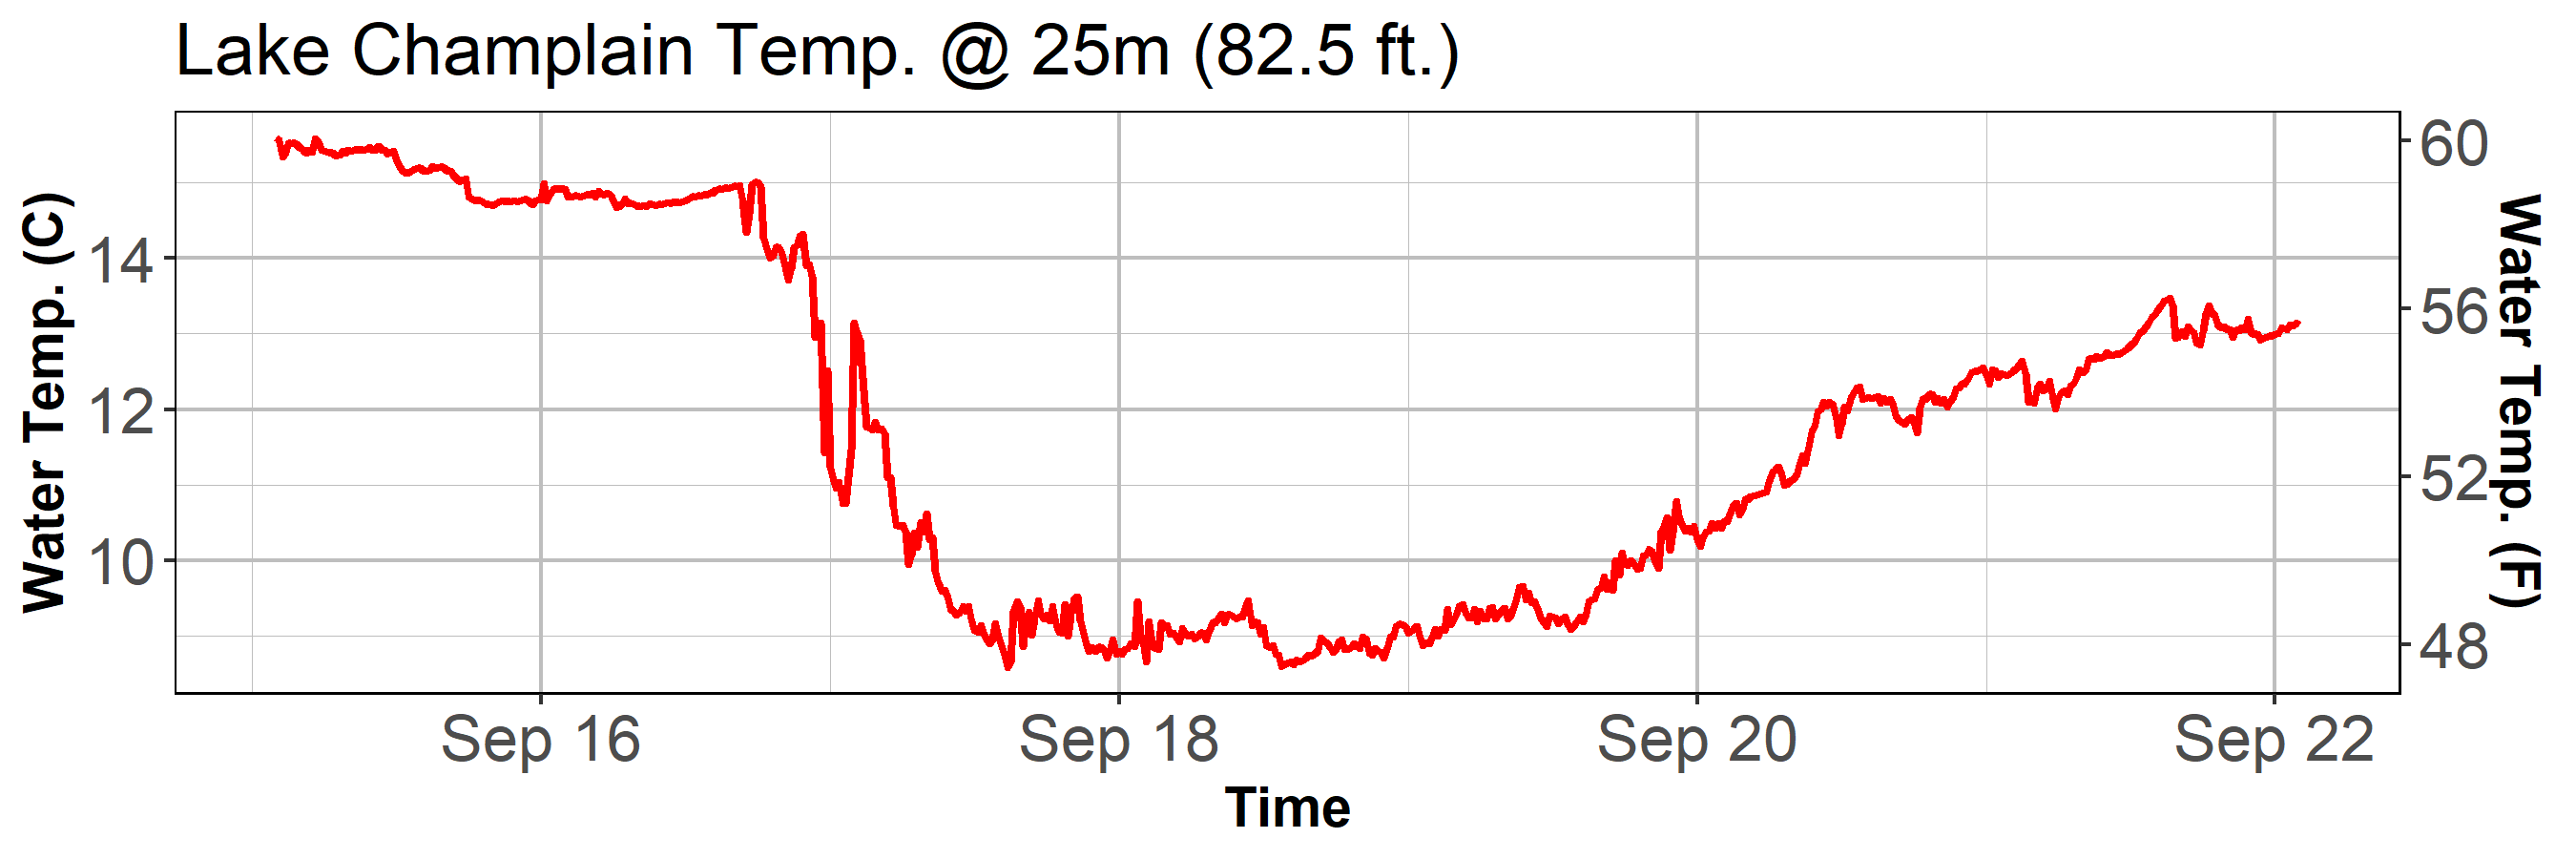 Lake Champlain Temp. @ 25m (82.5 ft.)
Water Temp. (C)
14
12
10
60
56
52
48
Water Temp. (F)
Sep 16
Sep 18
Sep 20
Sep 22
Time